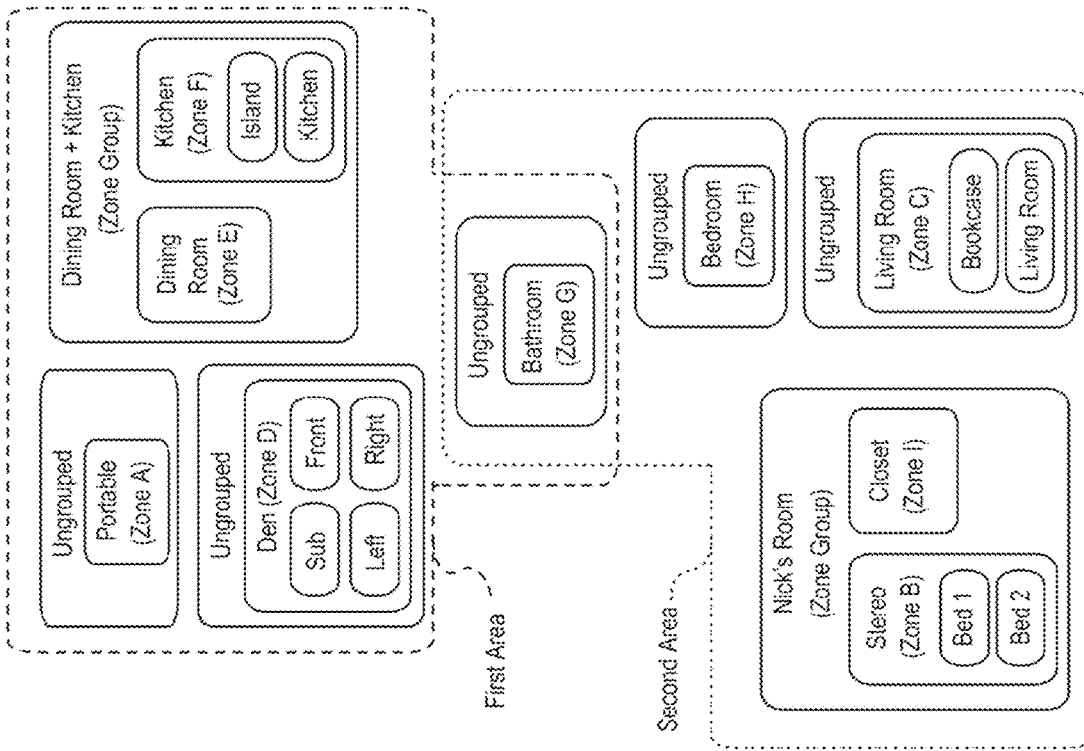 Ungrouped
Portable
(Zone A)
Ungrouped
Den (Zone D)
Sub
Front
Left
Right
Dining Room + Kitchen
(Zone Group)
Dining
Room
(Zone E)
Kitchen
(Zone F)
Island
Kitchen
First Area
Ungrouped
Bathroom
(Zone G)
Second Area
Nick's Room
(Zone Group)
Stereo
(Zone B)
Bed 1
Bed 2
Closet
(Zone I)
Ungrouped
Bedroom
(Zone H)
Ungrouped
Living Room
(Zone C)
Bookcase
Living Room